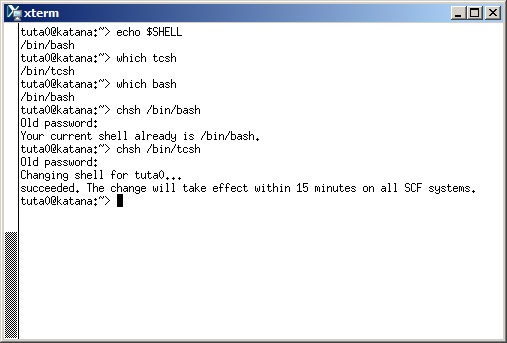 xterm
tuta0@katana:~> echo $SHELL
/bin/bash
tuta0@katana:~> which tcsh
/bin/tcsh
tuta0@katana:~> which bash
/bin/bash
tuta0@katana:~> chsh /bin/bash
Old password:
Your current shell already is /bin/bash.
tuta0@katana:~> chsh /bin/tcsh
Old password:
Changing shell for tuta0...
succeeded. The change will take effect within 15 minutes on all SCF systems.
tuta0@katana:~>